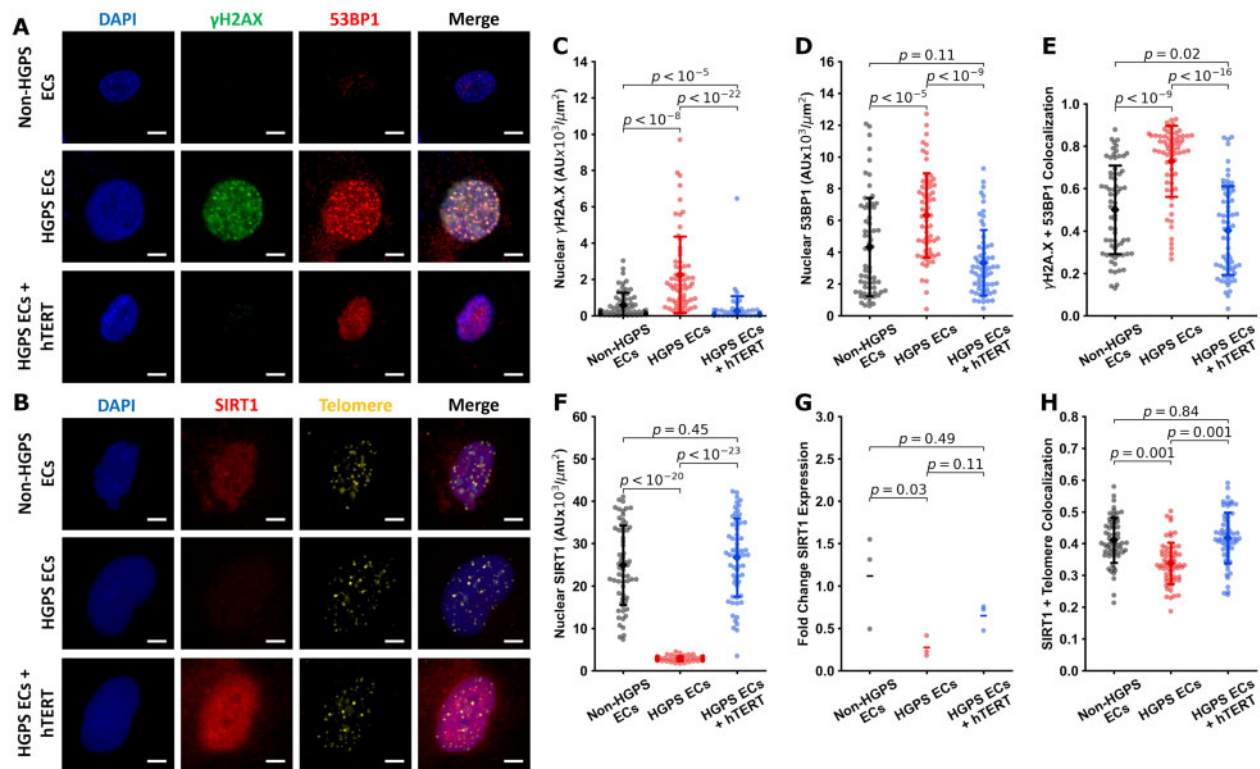 A
DAPI
γH2AX
53BP1
Merge
Non-HGPS
ECs
HGPS ECs
HGPS ECs +
hTERT
B
DAPI
SIRT1
Telomere
Merge
Non-HGPS
ECs
HGPS ECs
HGPS ECs +
hTERT
C
Nuclear γH2A.X (AUx10³/μm²)
14
12
10
8
6
4
2
0
p < 10⁻⁵
p < 10⁻²²
p < 10⁻⁸
Non-HGPS
ECs
HGPS ECs
HGPS ECs
+ hTERT
D
Nuclear 53BP1 (AUx10³/μm²)
16
14
12
10
8
6
4
2
0
p = 0.11
p < 10⁻⁹
p < 10⁻⁵
Non-HGPS
ECs
HGPS ECs
HGPS ECs
+ hTERT
E
γH2A.X + 53BP1 Colocalization
1.0
0.8
0.6
0.4
0.2
0.0
p = 0.02
p < 10⁻¹⁶
p < 10⁻⁹
Non-HGPS
ECs
HGPS ECs
HGPS ECs
+ hTERT
F
Nuclear SIRT1 (AUx10³/μm²)
60
50
40
30
20
10
0
p = 0.45
p < 10⁻²³
p < 10⁻²⁰
Non-HGPS
ECs
HGPS ECs
HGPS ECs
+ hTERT
G
Fold Change SIRT1 Expression
3.0
2.5
2.0
1.5
1.0
0.5
0.0
p = 0.49
p = 0.11
p = 0.03
Non-HGPS
ECs
HGPS ECs
HGPS ECs
+ hTERT
H
SIRT1 + Telomere Colocalization
0.8
0.7
0.6
0.5
0.4
0.3
0.2
0.1
0.0
p = 0.84
p = 0.001
p = 0.001
Non-HGPS
ECs
HGPS ECs
HGPS ECs
+ hTERT